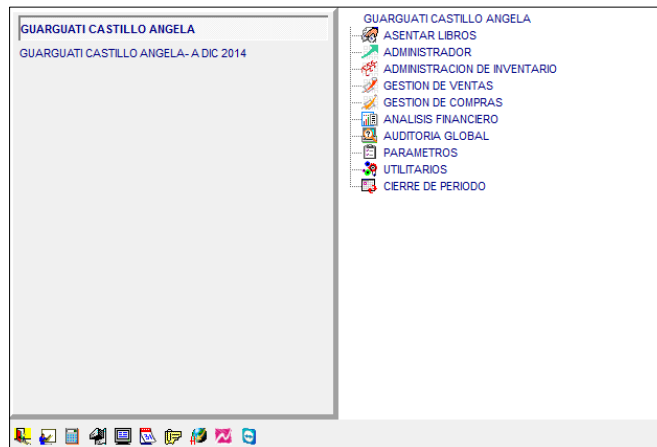 GUARGUATI CASTILLO ANGELA
GUARGUATI CASTILLO ANGELA- A DIC 2014
GUARGUATI CASTILLO ANGELA
ASENTAR LIBROS
ADMINISTRADOR
ADMINISTRACION DE INVENTARIO
GESTION DE VENTAS
GESTION DE COMPRAS
ANALISIS FINANCIERO
AUDITORIA GLOBAL
PARAMETROS
UTILITARIOS
CIERRE DE PERIODO